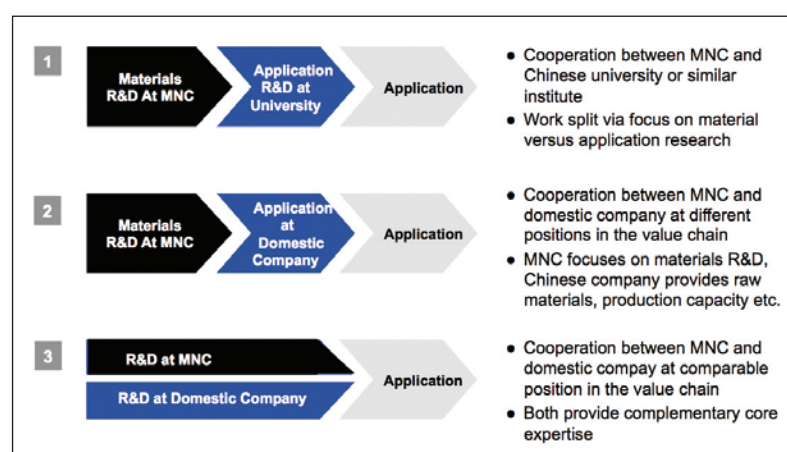 1
Materials
R&D At MNC
Application
R&D at
University
Application
● Cooperation between MNC and
Chinese university or similar
institute
● Work split via focus on material
versus application research
2
Materials
R&D At MNC
Application
at
Domestic
Company
Application
● Cooperation between MNC and
domestic company at different
positions in the value chain
● MNC focuses on materials R&D,
Chinese company provides raw
materials, production capacity etc.
3
R&D at MNC
R&D at Domestic Company
Application
● Cooperation between MNC and
domestic compay at comparable
position in the value chain
● Both provide complementary core
expertise